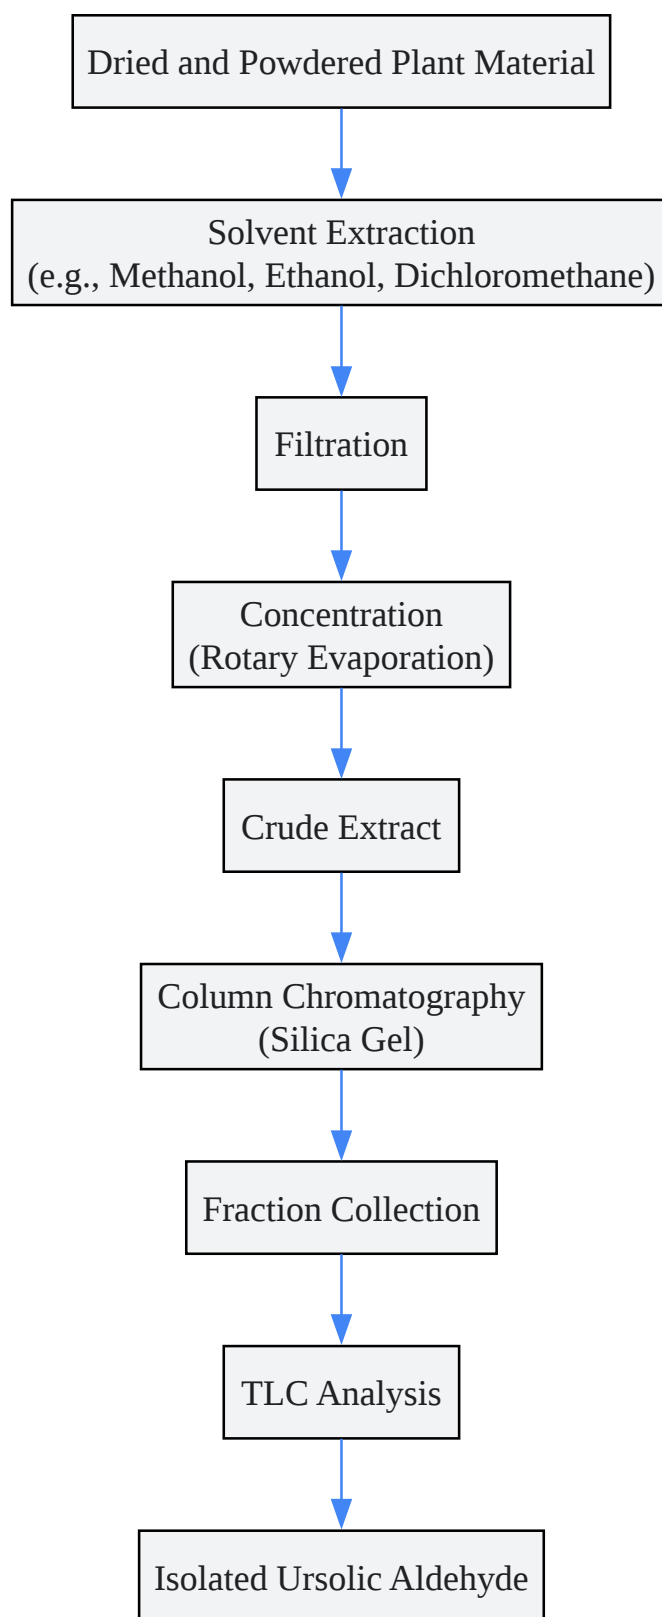 Dried and Powdered Plant Material
Solvent Extraction
(e.g., Methanol, Ethanol, Dichloromethane)
Filtration
Concentration
(Rotary Evaporation)
Crude Extract
Column Chromatography
(Silica Gel)
Fraction Collection
TLC Analysis
Isolated Ursolic Aldehyde